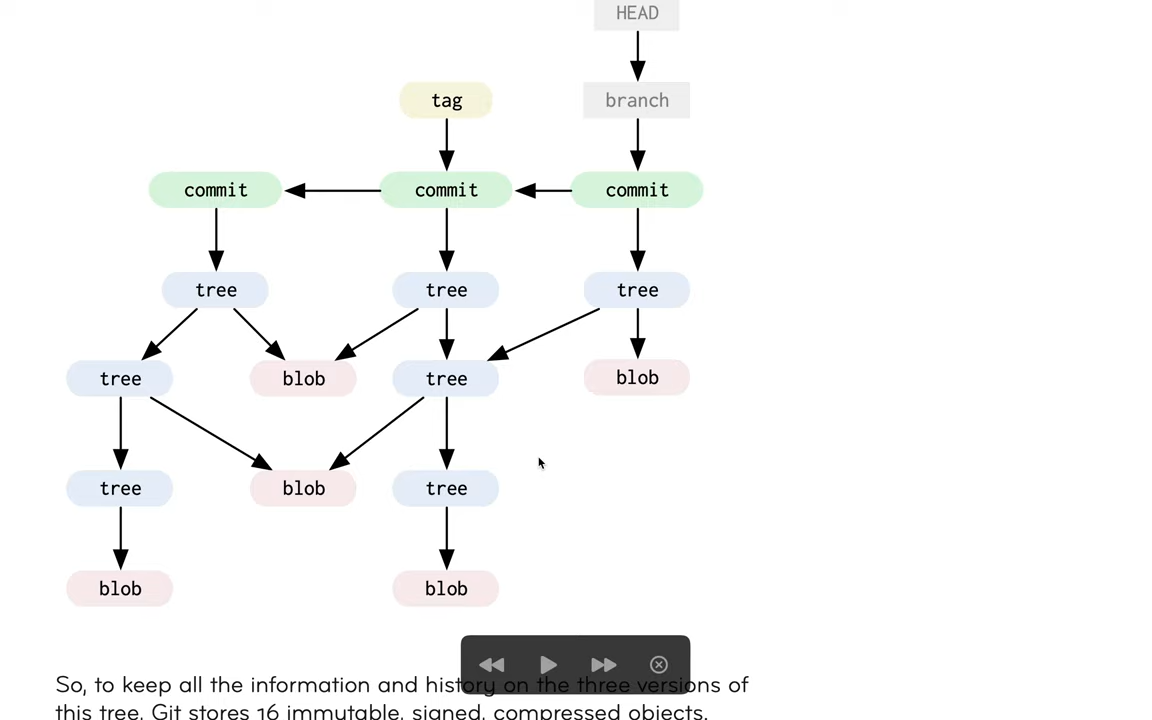 HEAD
tag
branch
commit
commit
commit
tree
tree
tree
tree
blob
tree
blob
tree
blob
tree
blob
blob
So, to keep all the information and history on the three versions of
this tree, Git stores 16 immutable, signed, compressed objects.